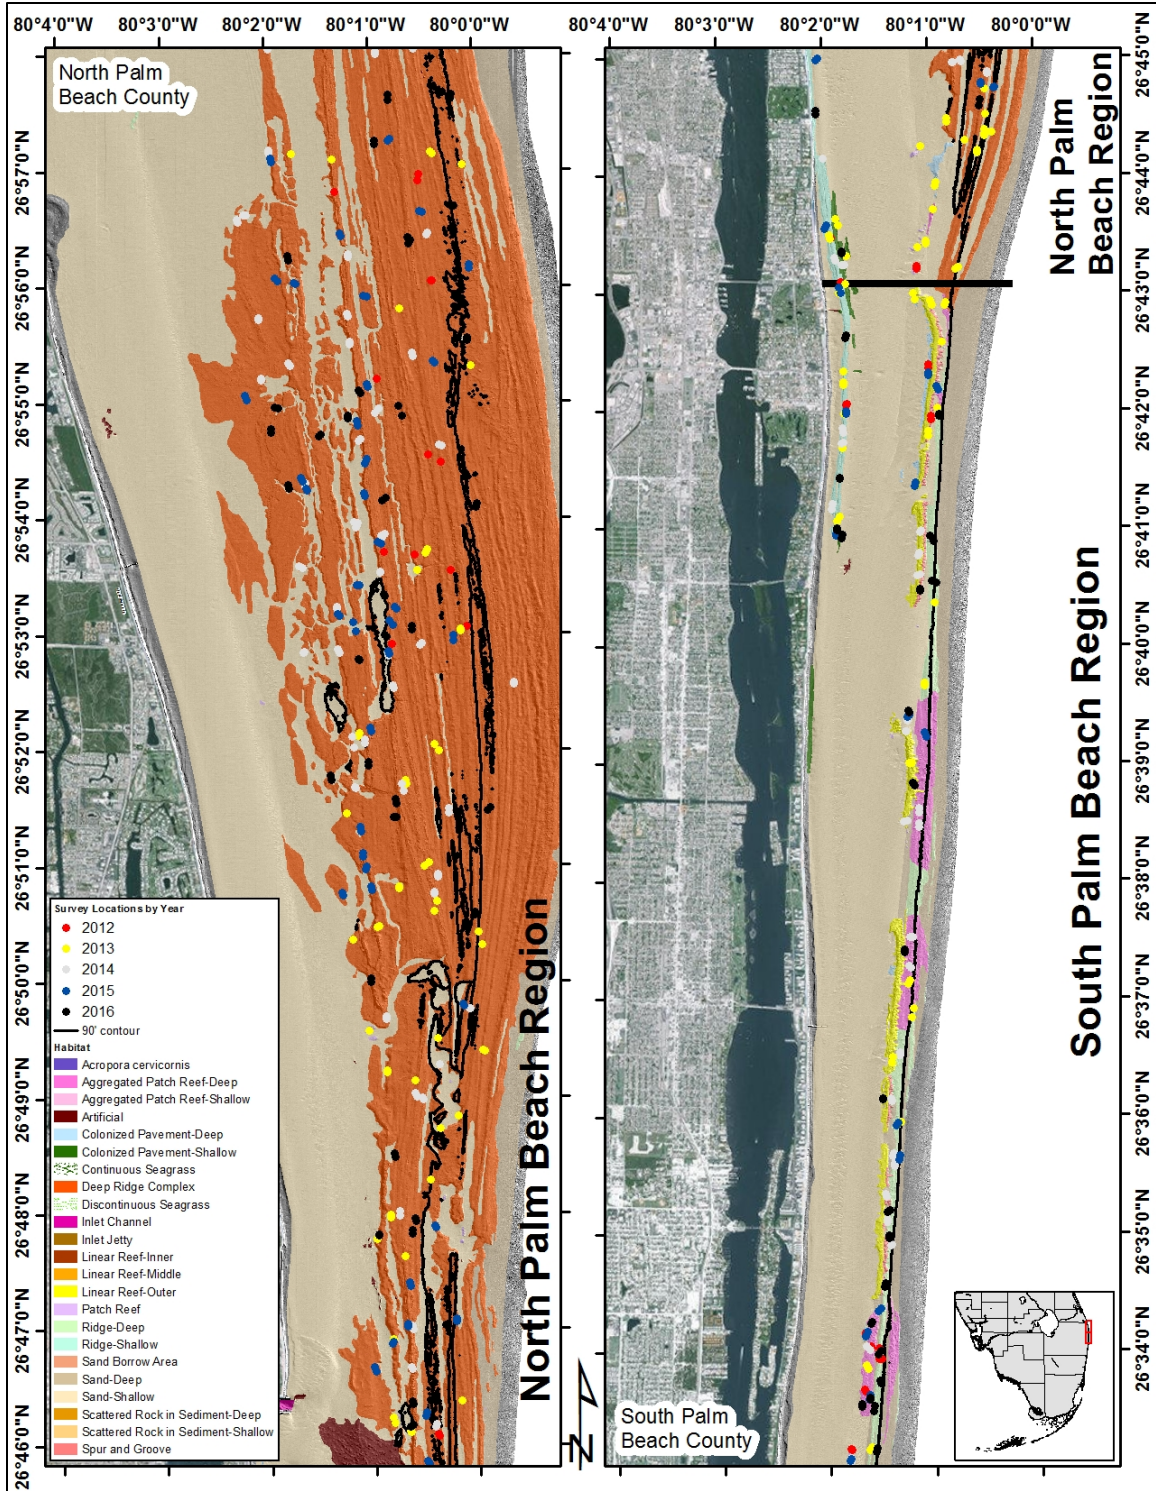 80°4'0"W 80°3'0"W 80°2'0"W 80°1'0"W 80°0'0"W
North Palm
Beach County
26°57'0"N
26°56'0"N
26°55'0"N
26°54'0"N
26°53'0"N
26°52'0"N
26°51'0"N
26°50'0"N
26°49'0"N
26°48'0"N
26°47'0"N
26°46'0"N
North Palm Beach Region
Survey Locations by Year
2012
2013
2014
2015
2016
90' contour
Habitat
Acropora cervicornis
Aggregated Patch Reef-Deep
Aggregated Patch Reef-Shallow
Artificial
Colonized Pavement-Deep
Colonized Pavement-Shallow
Continuous Seagrass
Deep Ridge Complex
Discontinuous Seagrass
Inlet Channel
Inlet Jetty
Linear Reef-Inner
Linear Reef-Middle
Linear Reef-Outer
Patch Reef
Ridge-Deep
Ridge-Shallow
Sand Borrow Area
Sand-Deep
Sand-Shallow
Scattered Rock in Sediment-Deep
Scattered Rock in Sediment-Shallow
Spur and Groove
N
80°4'0"W 80°3'0"W 80°2'0"W 80°1'0"W 80°0'0"W
26°45'0"N
26°44'0"N
26°43'0"N
26°42'0"N
26°41'0"N
26°40'0"N
26°39'0"N
26°38'0"N
26°37'0"N
26°36'0"N
26°35'0"N
26°34'0"N
North Palm
Beach Region
South Palm Beach Region
South Palm
Beach County